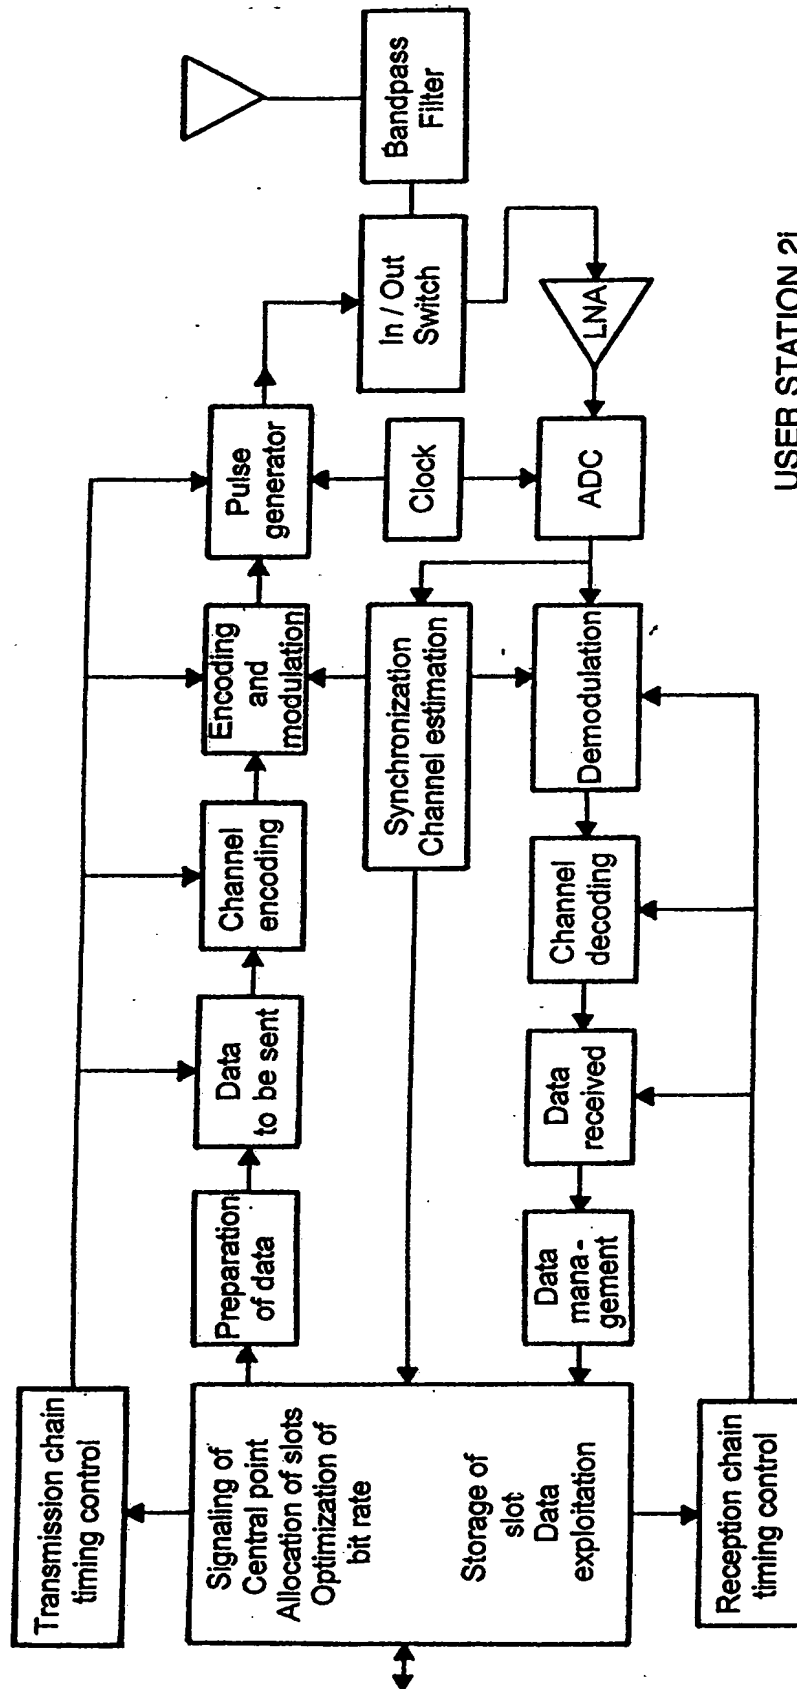 Transmission chain
timing control
Signaling of
Central point
Allocation of slots
Optimization of
bit rate
Storage of
slot: Data
exploitation
Reception chain
timing control
Preparation
of data
Data
to be sent
Channel
encoding
Encoding
and
modulation
Pulse
generator
Synchronization
Channel estimation
Clock
In / Out
Switch
Bandpass
Filter
LNA
ADC
Demodulation
Channel
decoding
Data
received
Data
mana -
gement
USER STATION 2i